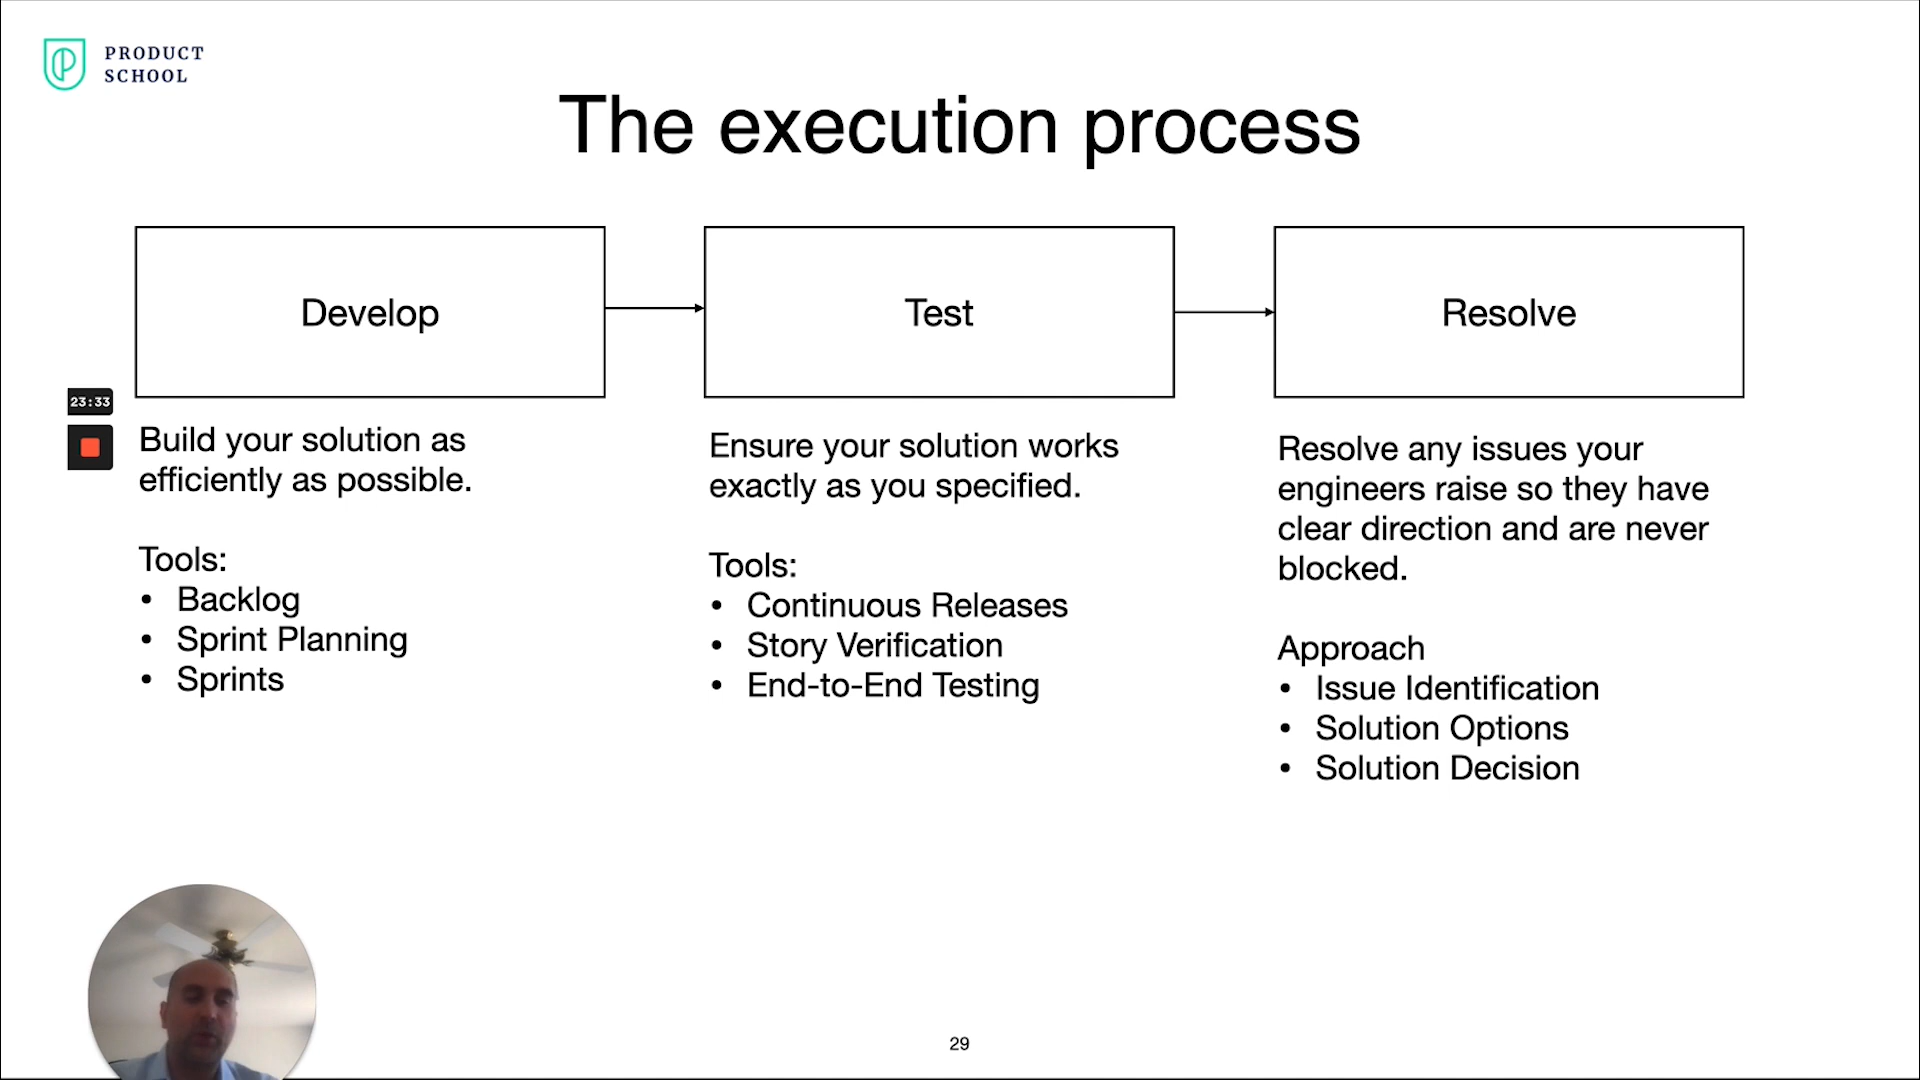 PRODUCT
SCHOOL
The execution process
Develop
Test
Resolve
23:33
Build your solution as
efficiently as possible.
Tools:
• Backlog
• Sprint Planning
• Sprints
Ensure your solution works
exactly as you specified.
Tools:
• Continuous Releases
• Story Verification
• End-to-End Testing
Resolve any issues your
engineers raise so they have
clear direction and are never
blocked.
Approach
• Issue Identification
• Solution Options
• Solution Decision
29